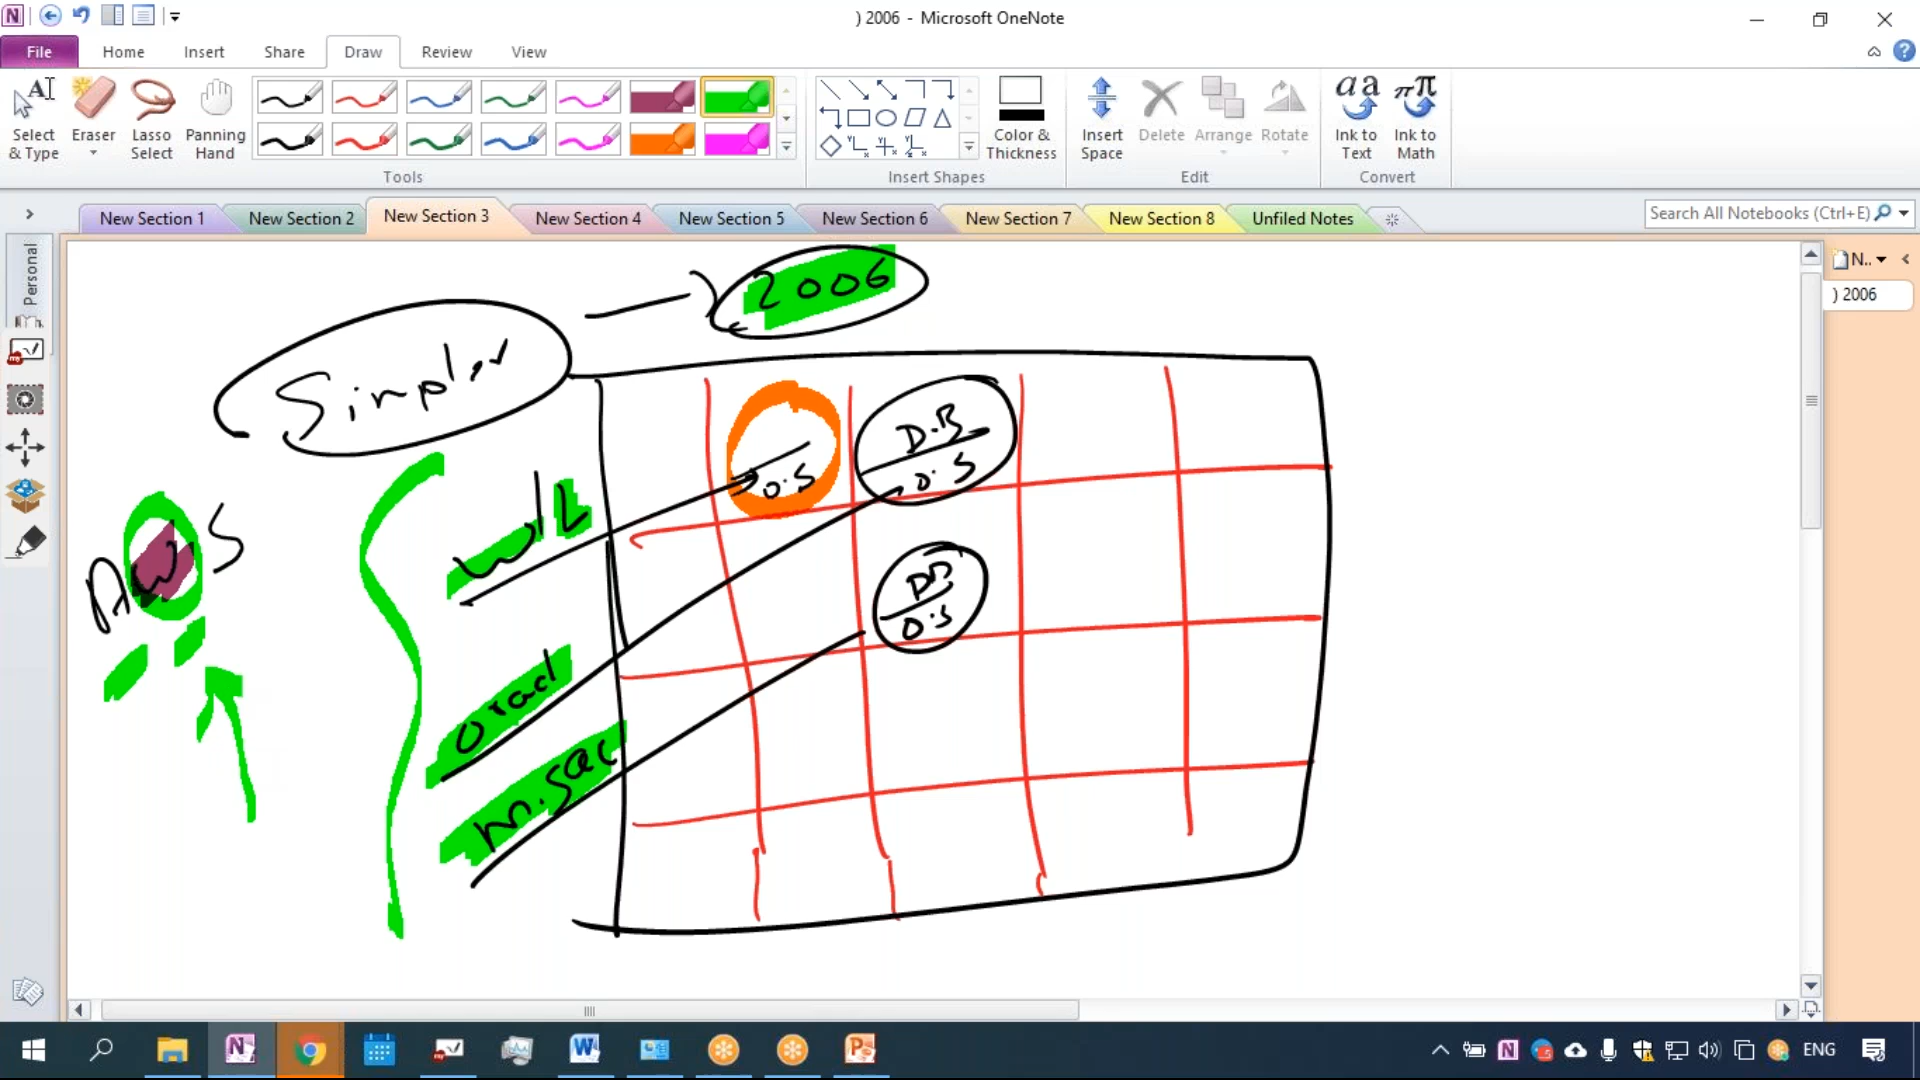 ) 2006 - Microsoft OneNote
File Home Insert Share Draw Review View
Select & Type
Eraser
Lasso Select
Panning Hand
Color & Thickness
Insert Space
Delete
Arrange
Rotate
Ink to Text
Ink to Math
Tools
Insert Shapes
Edit
Convert
New Section 1 New Section 2 New Section 3 New Section 4 New Section 5 New Section 6 New Section 7 New Section 8 Unfiled Notes
Search All Notebooks (Ctrl+E)
Personal
N..
) 2006
2006
D.B
O.S
O.S
AWS
O.S
m.sac
ENG